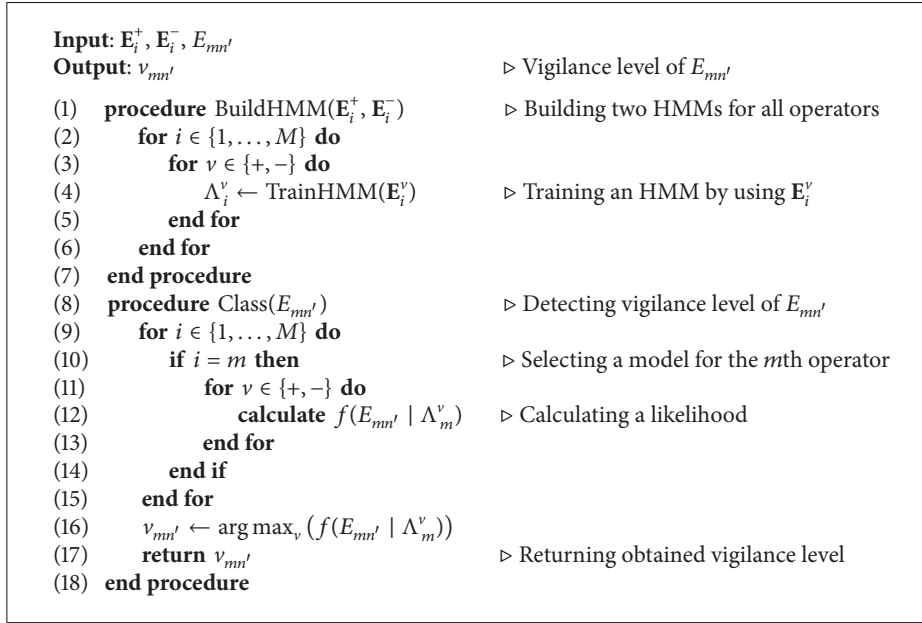 Input: E_i^+, E_i^-, E_{mn′}
Output: v_{mn′} ▷ Vigilance level of E_{mn′}
(1) procedure BuildHMM(E_i^+, E_i^-) ▷ Building two HMMs for all operators
(2) for i ∈ {1, . . . , M} do
(3) for v ∈ {+, −} do
(4) Λ_i^v ← TrainHMM(E_i^v) ▷ Training an HMM by using E_i^v
(5) end for
(6) end for
(7) end procedure
(8) procedure Class(E_{mn′}) ▷ Detecting vigilance level of E_{mn′}
(9) for i ∈ {1, . . . , M} do
(10) if i = m then ▷ Selecting a model for the mth operator
(11) for v ∈ {+, −} do
(12) calculate f(E_{mn′} | Λ_m^v) ▷ Calculating a likelihood
(13) end for
(14) end if
(15) end for
(16) v_{mn′} ← arg max_v (f(E_{mn′} | Λ_m^v))
(17) return v_{mn′} ▷ Returning obtained vigilance level
(18) end procedure